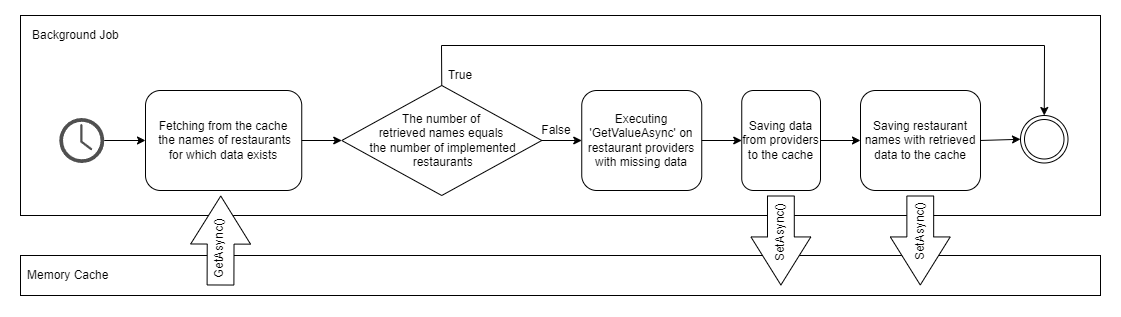 Background Job
True
Fetching from the cache
the names of restaurants
for which data exists
The number of
retrieved names equals
the number of implemented
restaurants
False
Executing
'GetValueAsync' on
restaurant providers
with missing data
Saving data
from providers
to the cache
Saving restaurant
names with retrieved
data to the cache
GetAsync()
SetAsync()
SetAsync()
Memory Cache